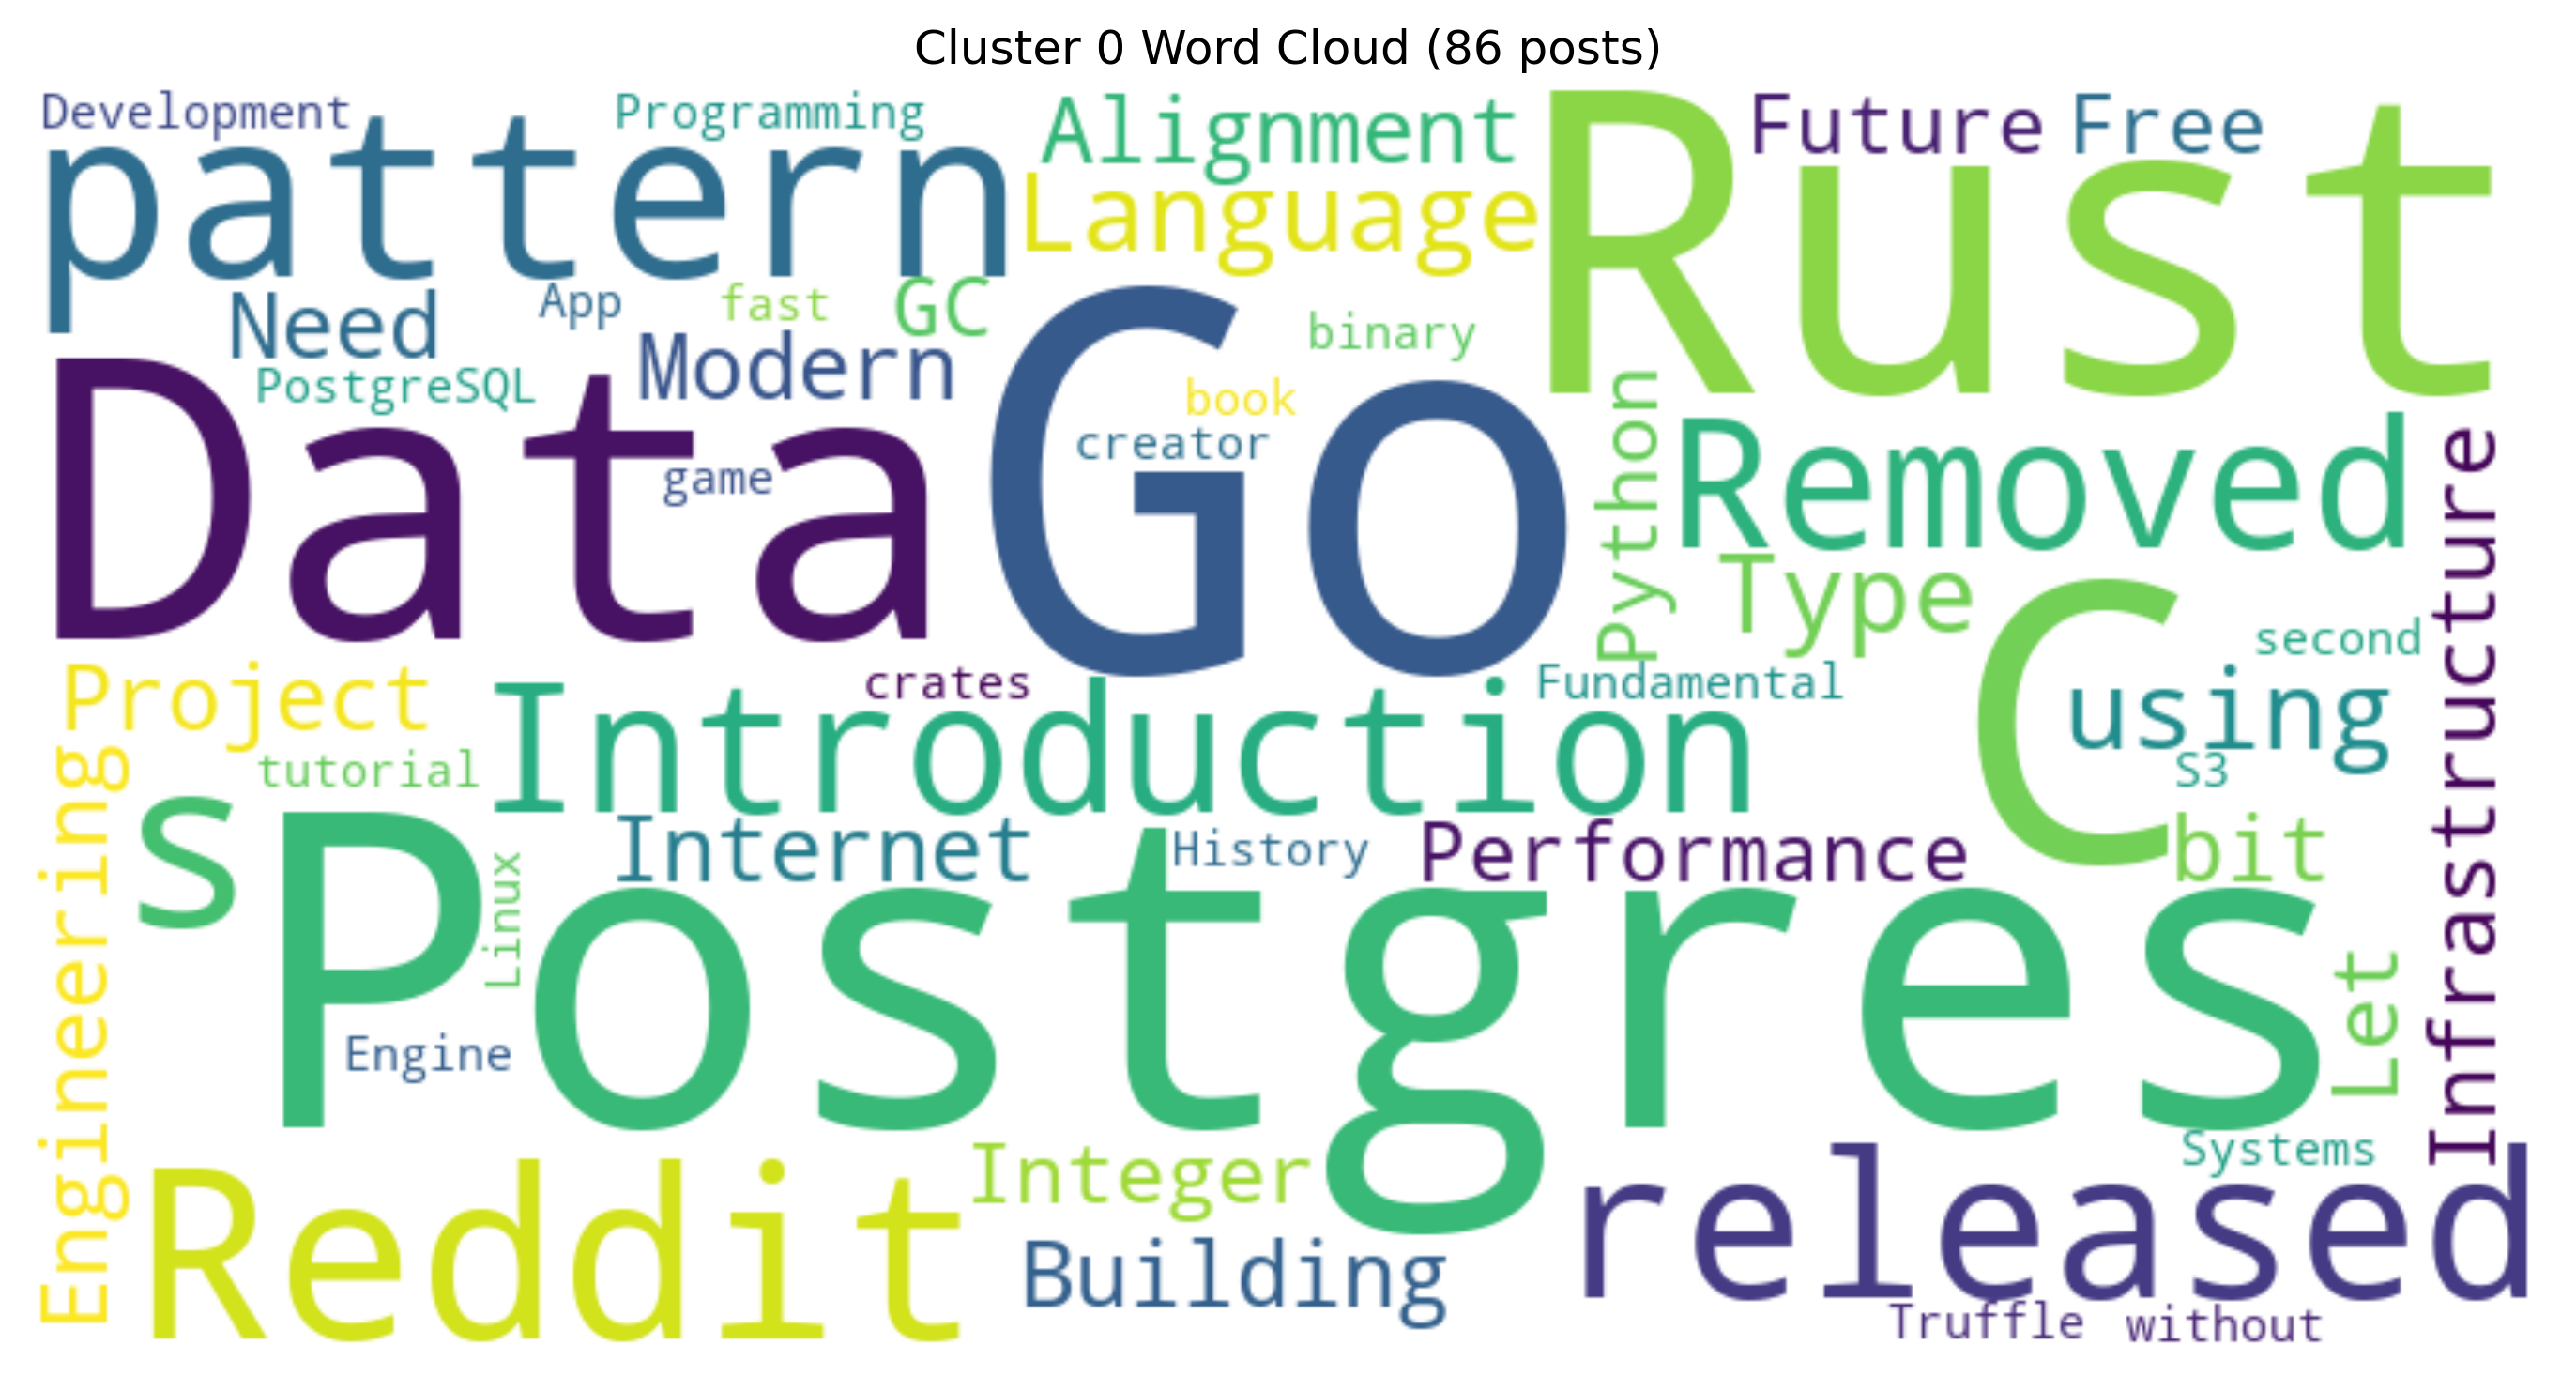 Cluster 0 Word Cloud (86 posts)
Development
Programming
Alignment
Future
Free
pattern
Rust
Language
Need
App
fast
GC
binary
PostgreSQL
Modern
Go
book
creator
Python
Data
game
Removed
Infrastructure
Type
C
second
Project
crates
Introduction
Fundamental
using
tutorial
S3
Engineering
s
Internet
History
Performance
bit
Linux
Postgres
Let
Engine
Reddit
Integer
Systems
released
Building
Truffle
without